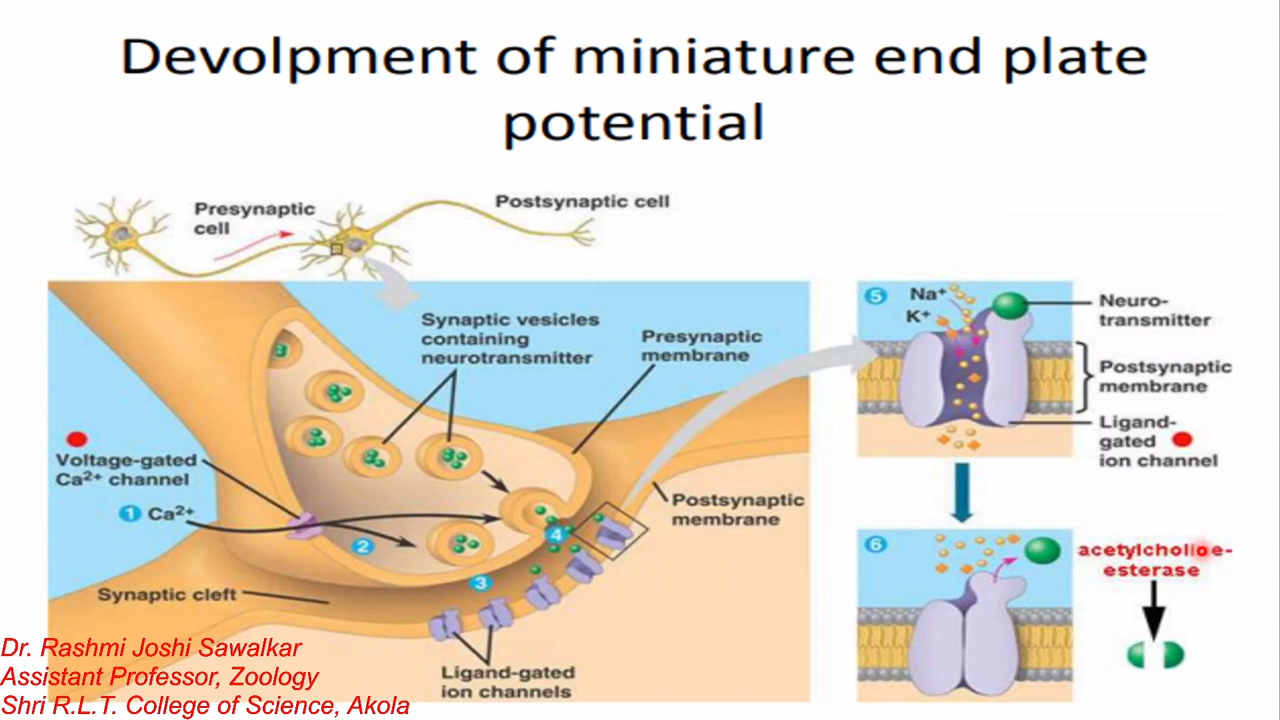 Devolpment of miniature end plate
potential
Presynaptic
cell
Postsynaptic cell
Synaptic vesicles
containing
neurotransmitter
Presynaptic
membrane
Voltage-gated
Ca2+ channel
1 Ca2+
2
3
4
Postsynaptic
membrane
Synaptic cleft
Ligand-gated
ion channels
5
Na+
K+
Neuro-
transmitter
Postsynaptic
membrane
Ligand-
gated
ion channel
6
acetylcholine-
esterase
Dr. Rashmi Joshi Sawalkar
Assistant Professor, Zoology
Shri R.L.T. College of Science, Akola